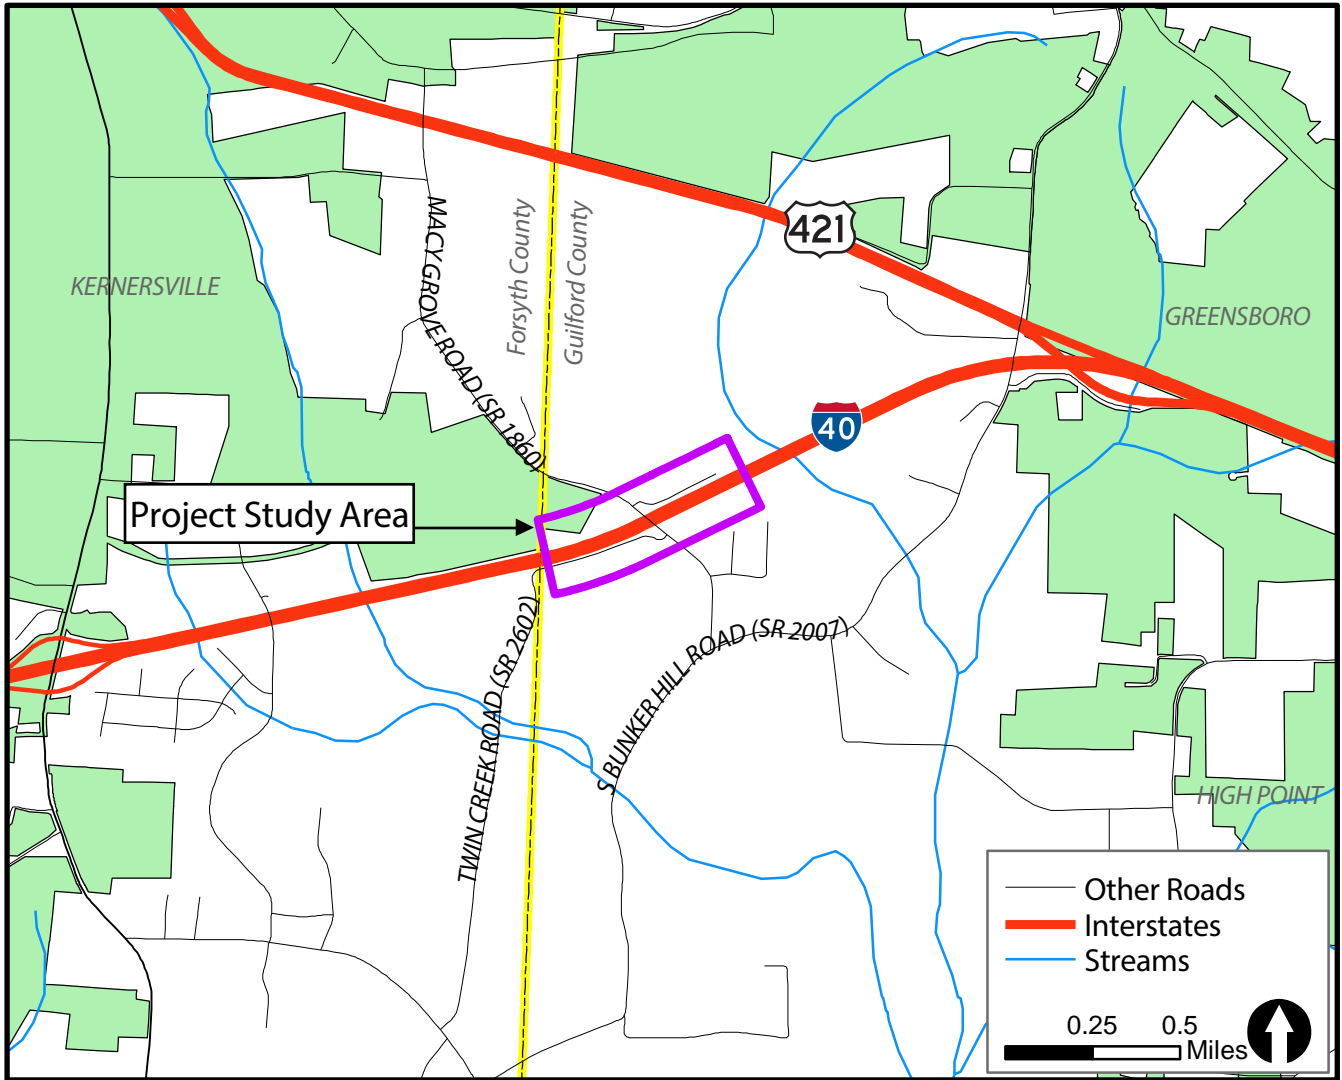 421
MACY GROVE ROAD (SR 1860)
Forsyth County
Guilford County
KERNERSVILLE
GREENSBORO
40
Project Study Area
TWIN CREEK ROAD (SR 2602)
S BUNKER HILL ROAD (SR 2007)
HIGH POINT
Other Roads
Interstates
Streams
0.25 0.5
Miles